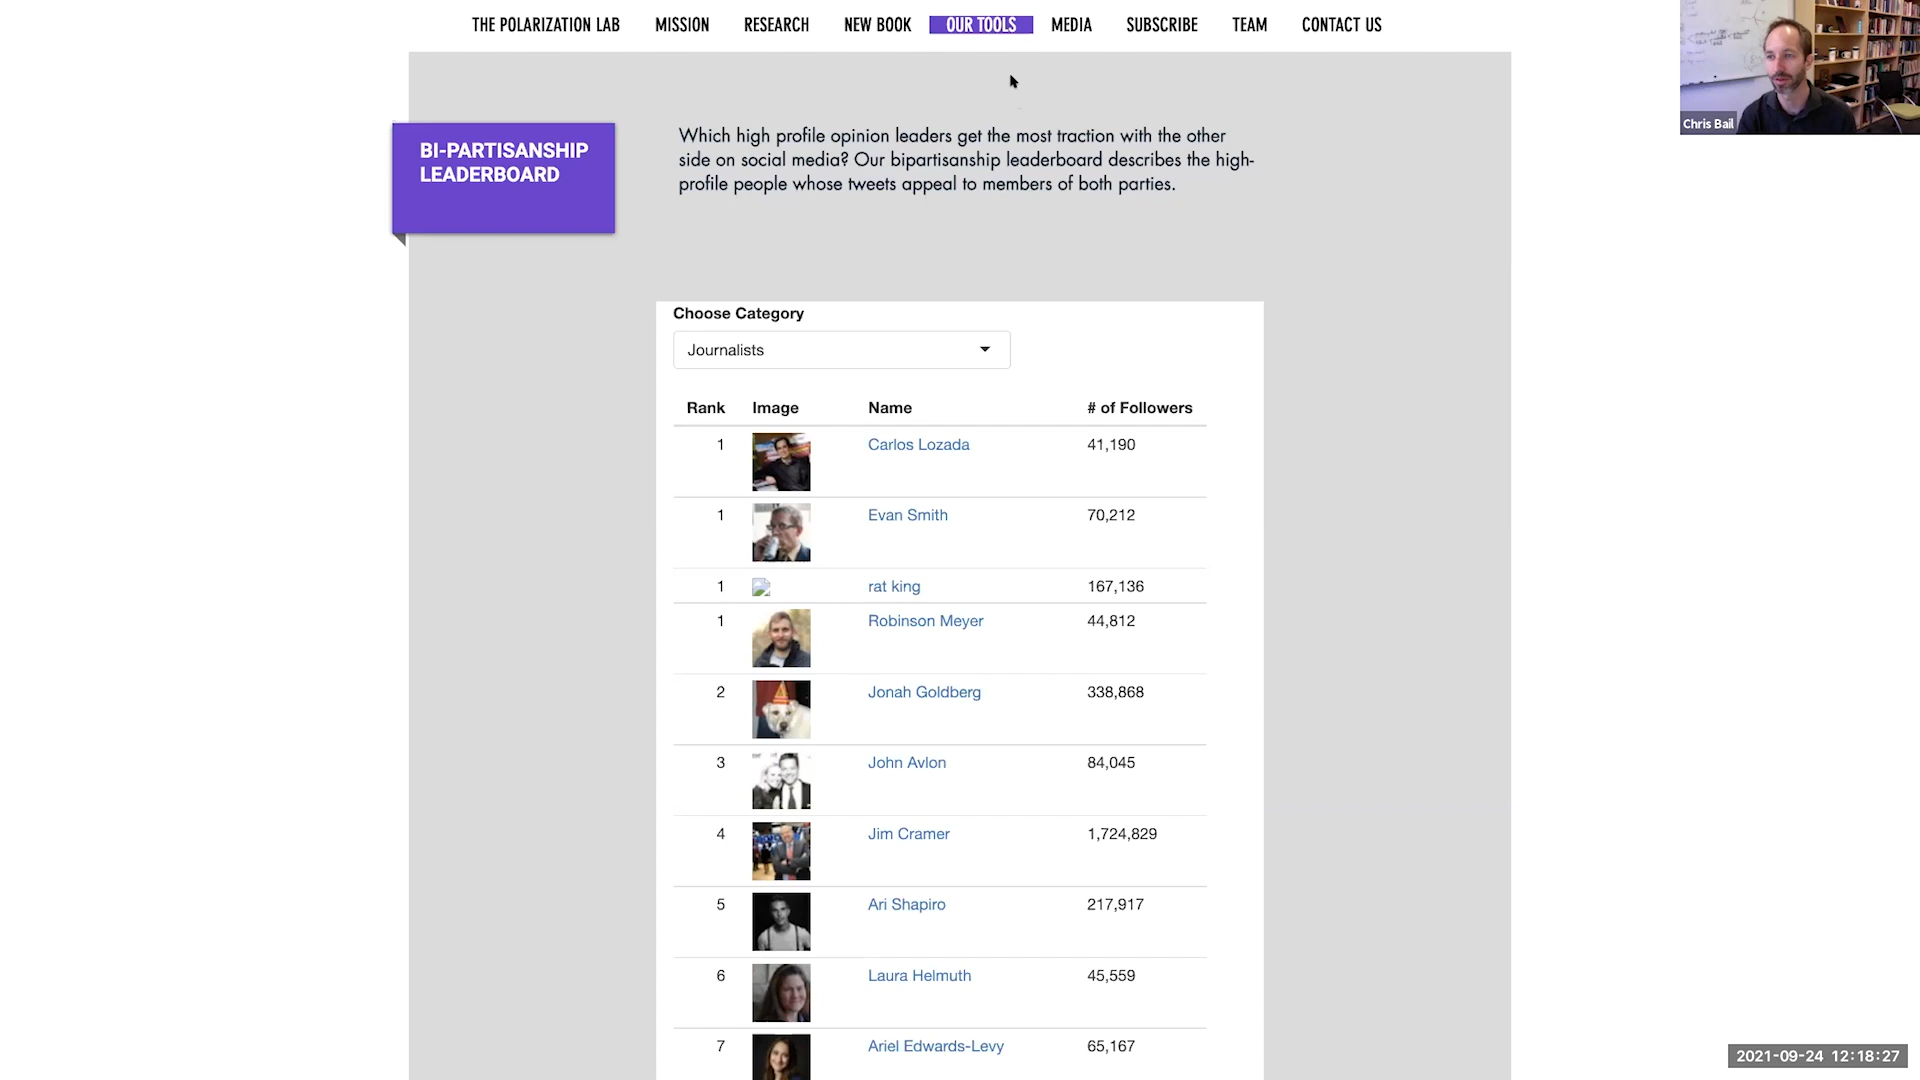 THE POLARIZATION LAB MISSION RESEARCH NEW BOOK OUR TOOLS MEDIA SUBSCRIBE TEAM CONTACT US
Chris Bail
BI-PARTISANSHIP
LEADERBOARD
Which high profile opinion leaders get the most traction with the other
side on social media? Our bipartisanship leaderboard describes the high-
profile people whose tweets appeal to members of both parties.
Choose Category
Journalists
Rank Image Name # of Followers
1 Carlos Lozada 41,190
1 Evan Smith 70,212
1 rat king 167,136
1 Robinson Meyer 44,812
2 Jonah Goldberg 338,868
3 John Avlon 84,045
4 Jim Cramer 1,724,829
5 Ari Shapiro 217,917
6 Laura Helmuth 45,559
7 Ariel Edwards-Levy 65,167
2021-09-24 12:18:27